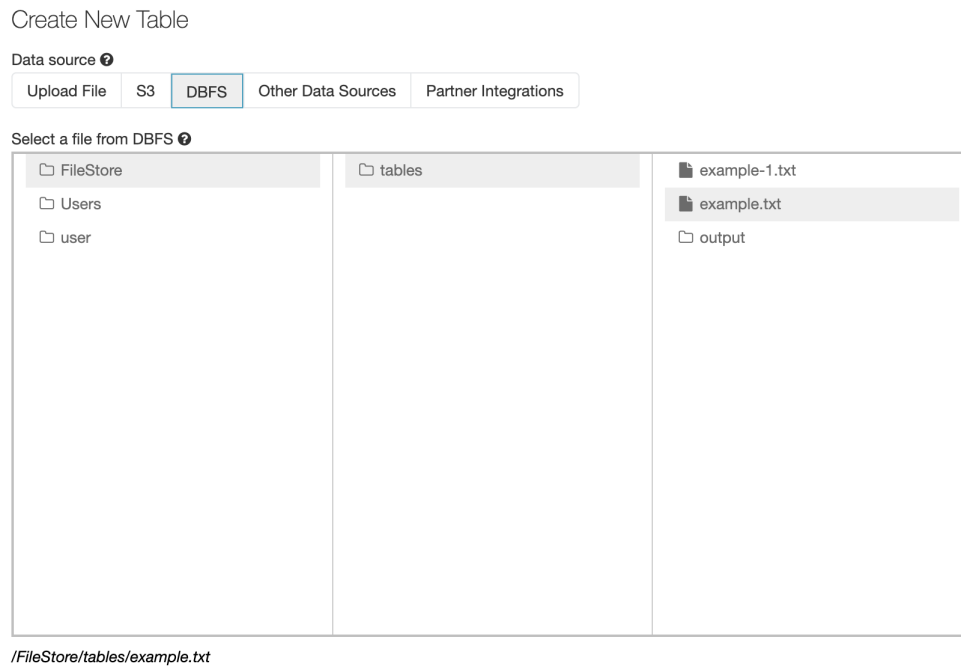 Create New Table
Data source
Upload File S3 DBFS Other Data Sources Partner Integrations
Select a file from DBFS
FileStore tables example-1.txt
Users example.txt
user output
/FileStore/tables/example.txt